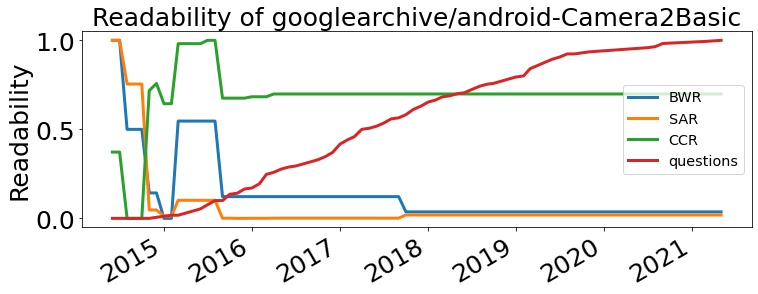 Readability of googlearchive/android-Camera2Basic
Readability
1.0
0.5
0.0
BWR
SAR
CCR
questions
2015
2016
2017
2018
2019
2020
2021